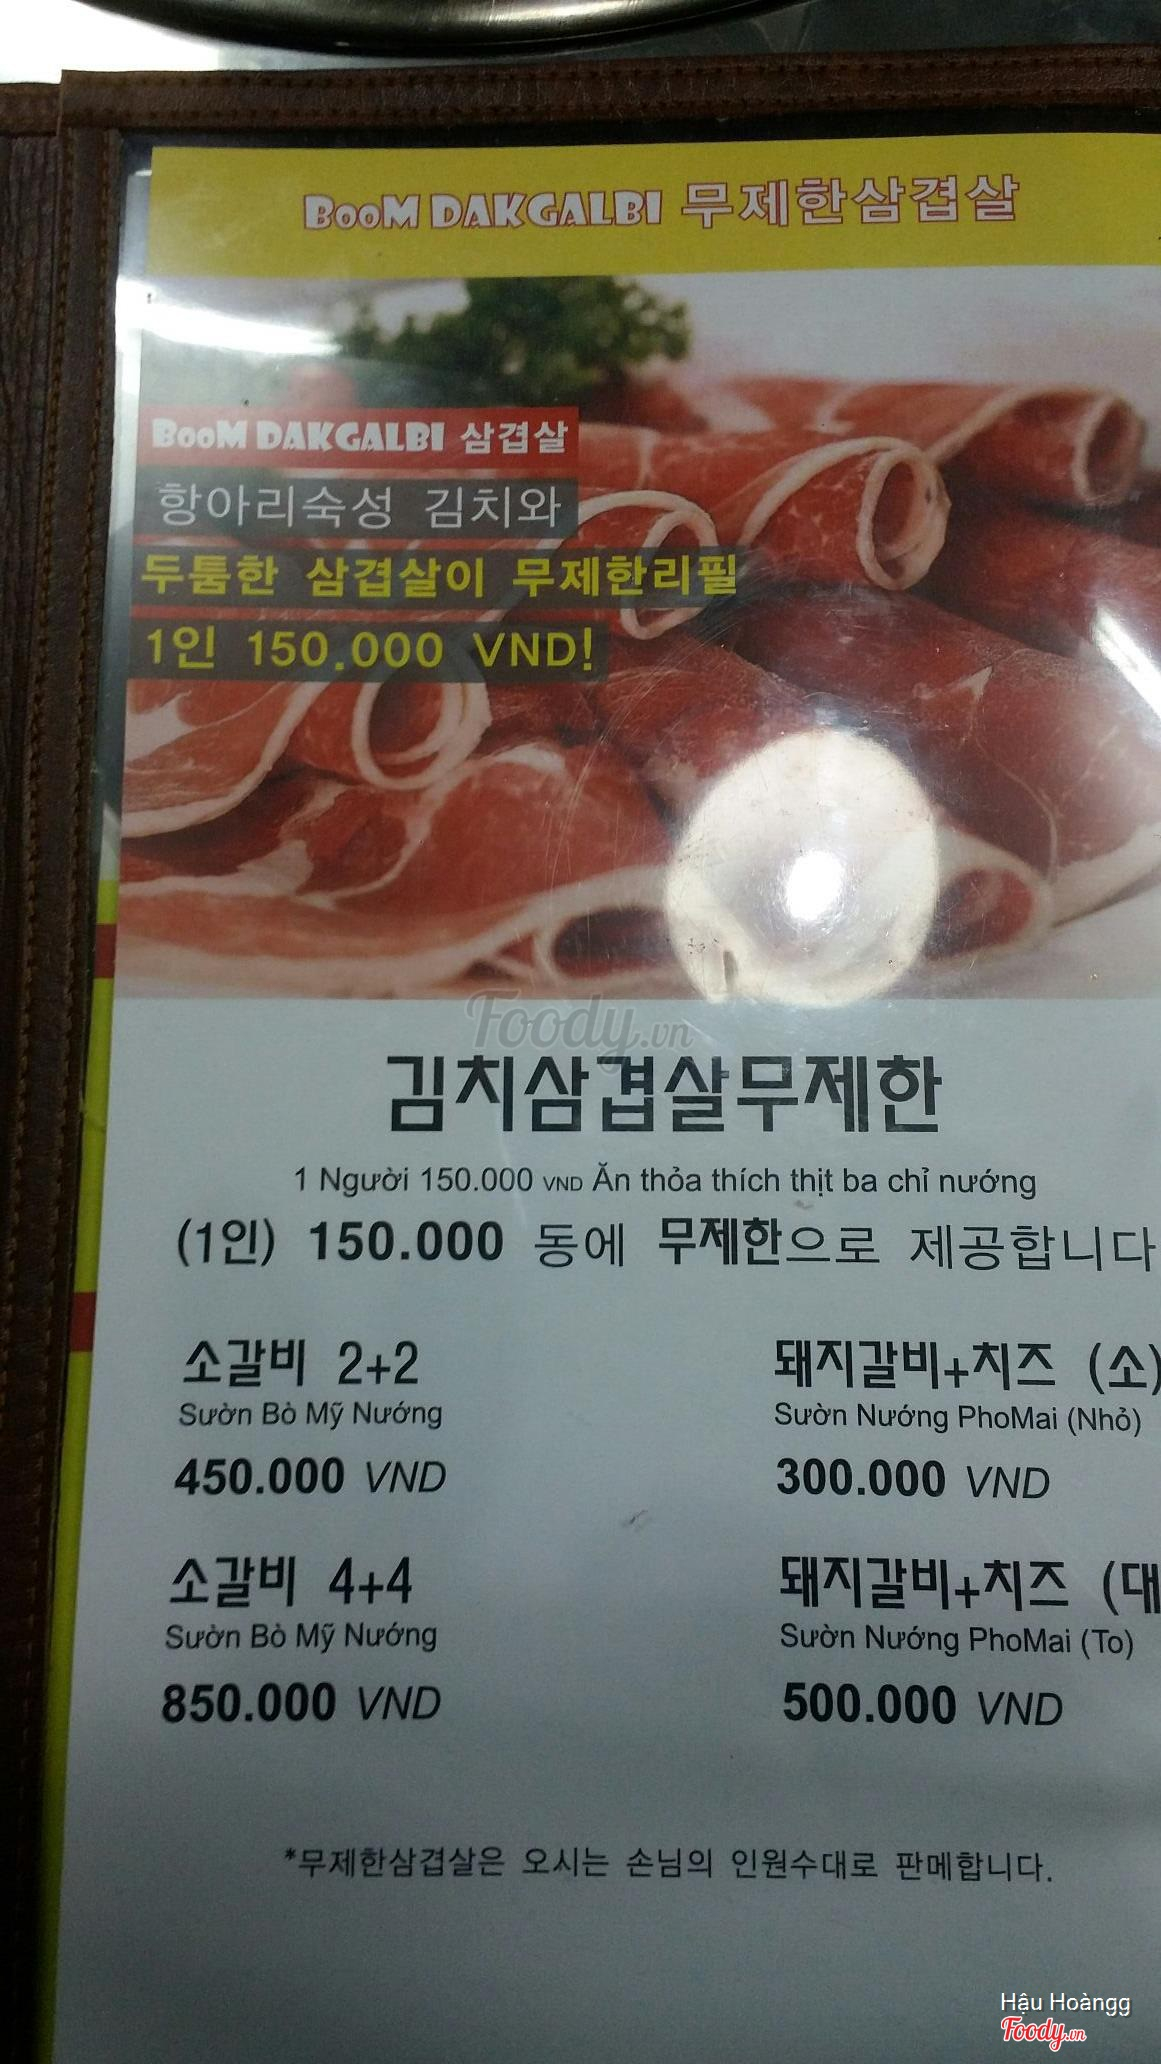 BOOM DAKGALBI 무제한삼겹살
BOOM DAKGALBI 삼겹살
항아리숙성 김치와
두툼한 삼겹살이 무제한리필
1인 150.000 VND!
Foody.vn
김치삼겹살무제한
1 Người 150.000 VND Ăn thỏa thích thịt ba chỉ nướng
(1인) 150.000 동에 무제한으로 제공합니다
소갈비 2+2
Sườn Bò Mỹ Nướng
450.000 VND
돼지갈비+치즈 (소)
Sườn Nướng PhoMai (Nhỏ)
300.000 VND
소갈비 4+4
Sườn Bò Mỹ Nướng
850.000 VND
돼지갈비+치즈 (대
Sườn Nướng PhoMai (To)
500.000 VND
*무제한삼겹살은 오시는 손님의 인원수대로 판메합니다.
Hậu Hoàngg
Foody.vn